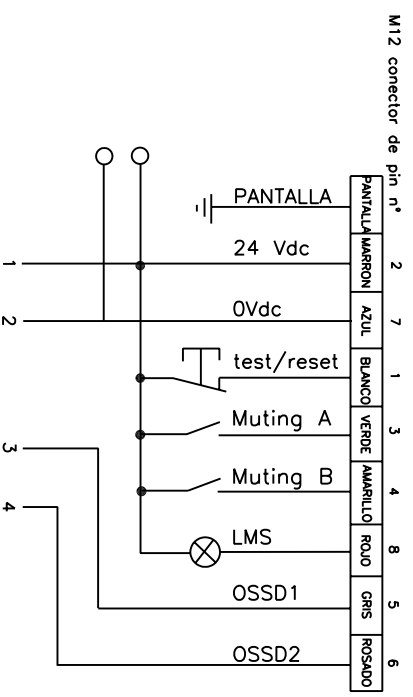 M12 conector de pin nº
PANTALLA
PANTALLA
24 Vdc
MARRON
2
1
0Vdc
AZUL
7
2
test/reset
BLANCO
1
Muting A
VERDE
3
3
Muting B
AMARILLO
4
4
LMS
ROJO
8
OSSD1
GRIS
5
OSSD2
ROSADO
6